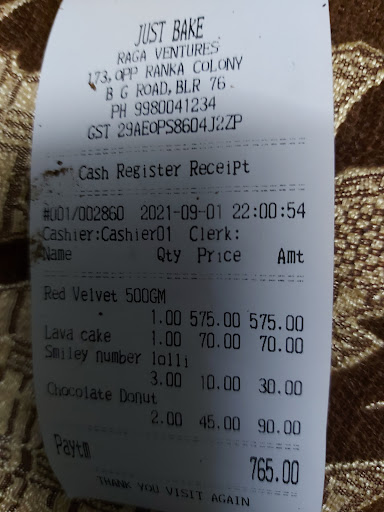 JUST BAKE
RAGA VENTURES
173, OPP RANKA COLONY
B G ROAD, BLR 76
PH 9980041234
GST 29AEOPS8604J2ZP
Cash Register Receipt
#001/002860 2021-09-01 22:00:54
Cashier:Cashier01 Clerk:
Name Qty Price Amt
Red Velvet 500GM
1.00 575.00 575.00
Lava cake 1.00 70.00 70.00
Smiley number lolli
3.00 10.00 30.00
Chocolate Donut
2.00 45.00 90.00
Paytm 765.00
THANK YOU VISIT AGAIN